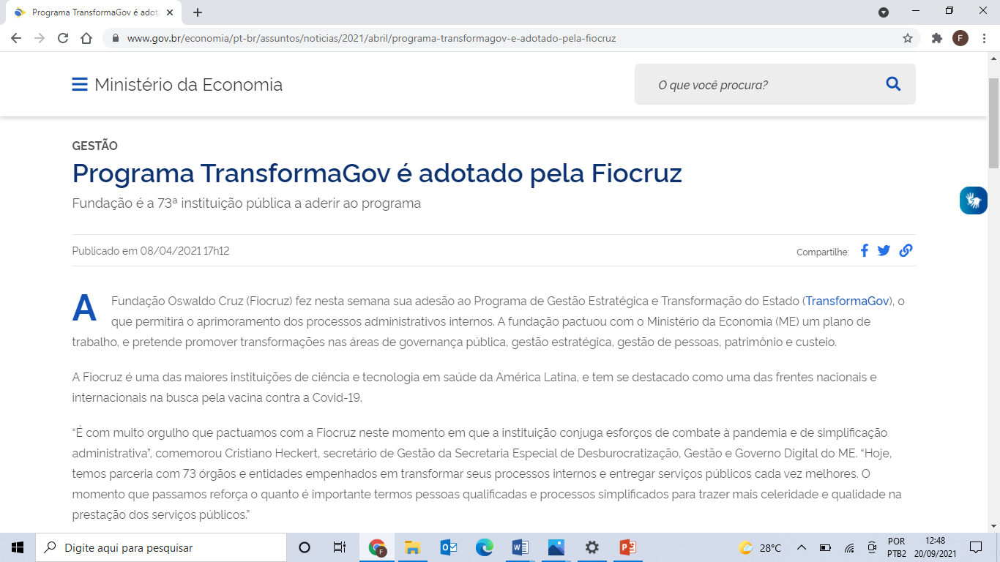 Programa TransformaGov é adota
www.gov.br/economia/pt-br/assuntos/noticias/2021/abril/programa-transformagov-e-adotado-pela-fiocruz
F
Ministério da Economia
O que você procura?
GESTÃO
Programa TransformaGov é adotado pela Fiocruz
Fundação é a 73ª instituição pública a aderir ao programa
Publicado em 08/04/2021 17h12
Compartilhe:
A Fundação Oswaldo Cruz (Fiocruz) fez nesta semana sua adesão ao Programa de Gestão Estratégica e Transformação do Estado (TransformaGov), o
que permitirá o aprimoramento dos processos administrativos internos. A fundação pactuou com o Ministério da Economia (ME) um plano de
trabalho, e pretende promover transformações nas áreas de governança pública, gestão estratégica, gestão de pessoas, patrimônio e custeio.
A Fiocruz é uma das maiores instituições de ciência e tecnologia em saúde da América Latina, e tem se destacado como uma das frentes nacionais e
internacionais na busca pela vacina contra a Covid-19.
“É com muito orgulho que pactuamos com a Fiocruz neste momento em que a instituição conjuga esforços de combate à pandemia e de simplificação
administrativa”, comemorou Cristiano Heckert, secretário de Gestão da Secretaria Especial de Desburocratização, Gestão e Governo Digital do ME. “Hoje,
temos parceria com 73 órgãos e entidades empenhados em transformar seus processos internos e entregar serviços públicos cada vez melhores. O
momento que passamos reforça o quanto é importante termos pessoas qualificadas e processos simplificados para trazer mais celeridade e qualidade na
prestação dos serviços públicos.”
Digite aqui para pesquisar
F
28°C
POR
PTB2
12:48
20/09/2021